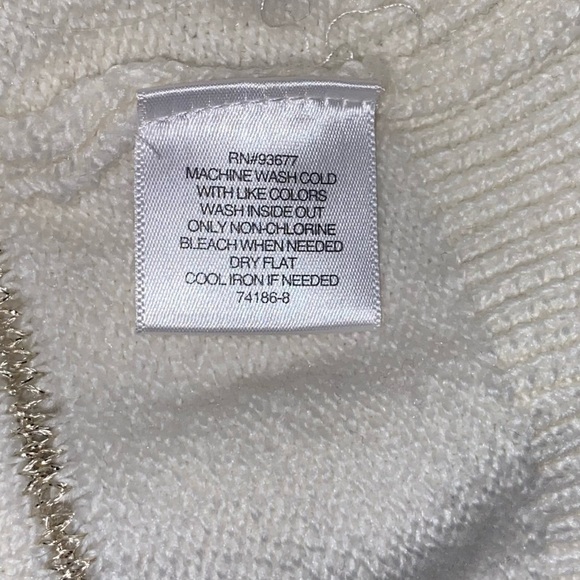 RN#93677
MACHINE WASH COLD
WITH LIKE COLORS
WASH INSIDE OUT
ONLY NON-CHLORINE
BLEACH WHEN NEEDED
DRY FLAT
COOL IRON IF NEEDED
74186-8